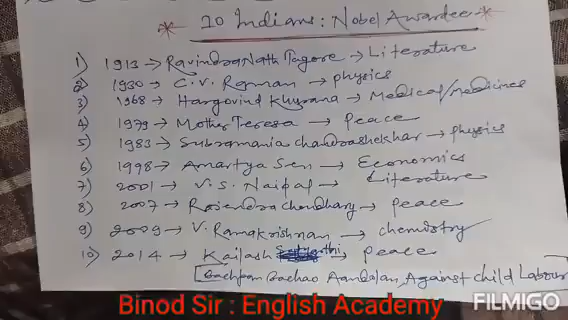 * 10 Indians : Nobel Awardee *
1) 1913 → RavindraNath Tagore → Literature
2) 1930 → C.V. Raman → physics
3) 1968 → Hargovind Khurana → Medical/medicines
4) 1979 → Mother Teresa → peace
5) 1983 → Subramania chandrashekhar → physics
6) 1998 → Amartya Sen → Economics
7) 2001 → V.S. Naipal → Literature
8) 2007 → Rajendra choudhary → peace
9) 2009 → V. Ramakrishnan → chemistry
10) 2014 → Kailash → peace
[Bachpan Bachao Aandolan, Against child Labour
Binod Sir : English Academy
FILMIGO